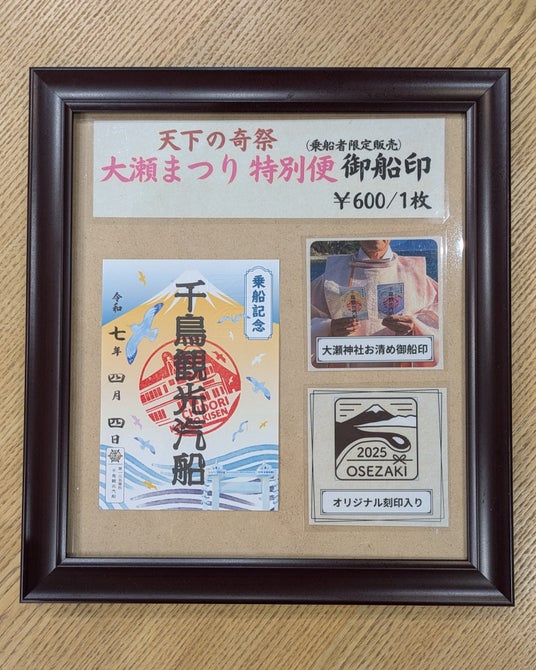 天下の奇祭
(乗船者限定販売)
大瀬まつり 特別便 御船印
￥600/1枚
乗船記念
千鳥観光汽船
令和 七年 四月 四日
CHIDORI
KISEN
大瀬神社お清め御船印
2025
OSEZAKI
オリジナル刻印入り